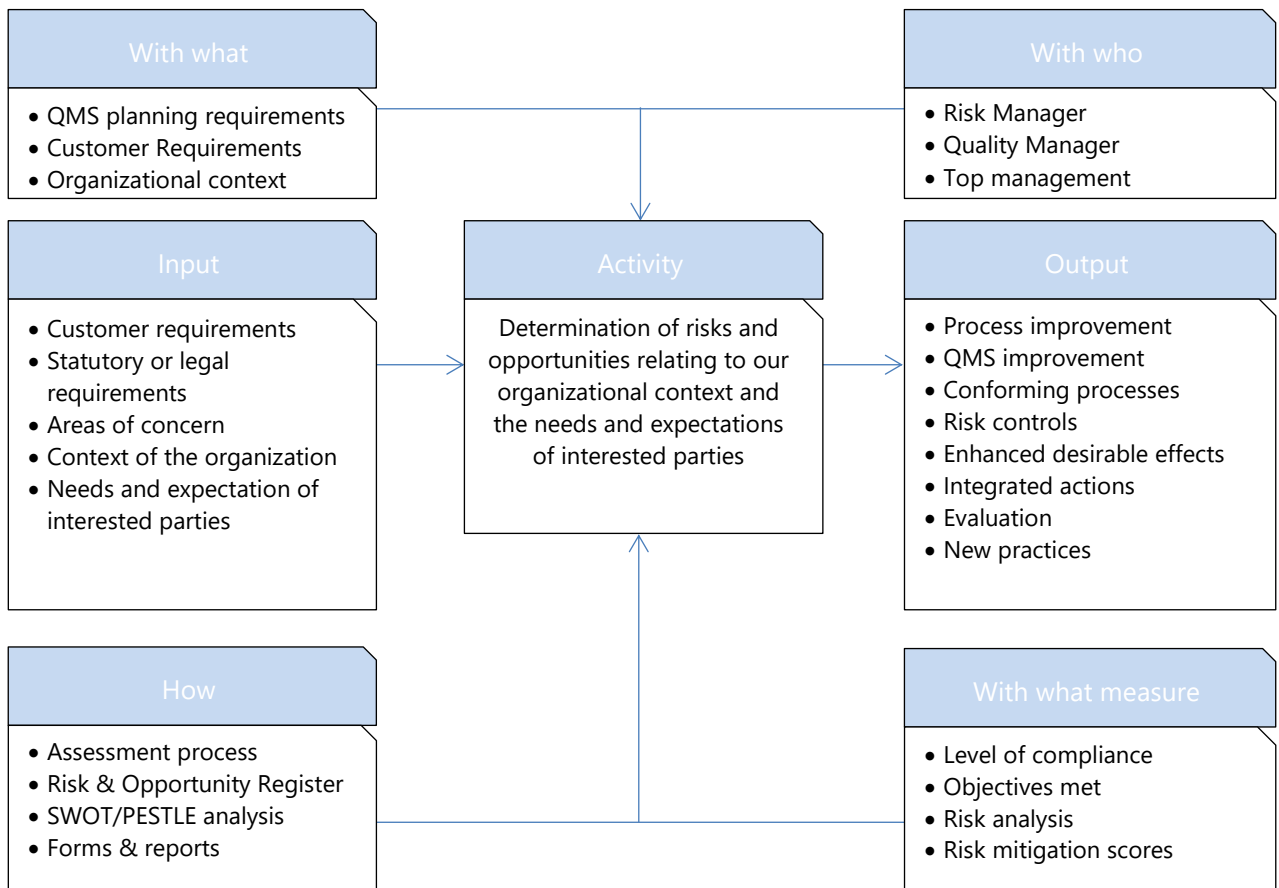 With what
• QMS planning requirements
• Customer Requirements
• Organizational context
With who
• Risk Manager
• Quality Manager
• Top management
Input
• Customer requirements
• Statutory or legal
requirements
• Areas of concern
• Context of the organization
• Needs and expectation of
interested parties
Activity
Determination of risks and
opportunities relating to our
organizational context and
the needs and expectations
of interested parties
Output
• Process improvement
• QMS improvement
• Conforming processes
• Risk controls
• Enhanced desirable effects
• Integrated actions
• Evaluation
• New practices
How
• Assessment process
• Risk & Opportunity Register
• SWOT/PESTLE analysis
• Forms & reports
With what measure
• Level of compliance
• Objectives met
• Risk analysis
• Risk mitigation scores